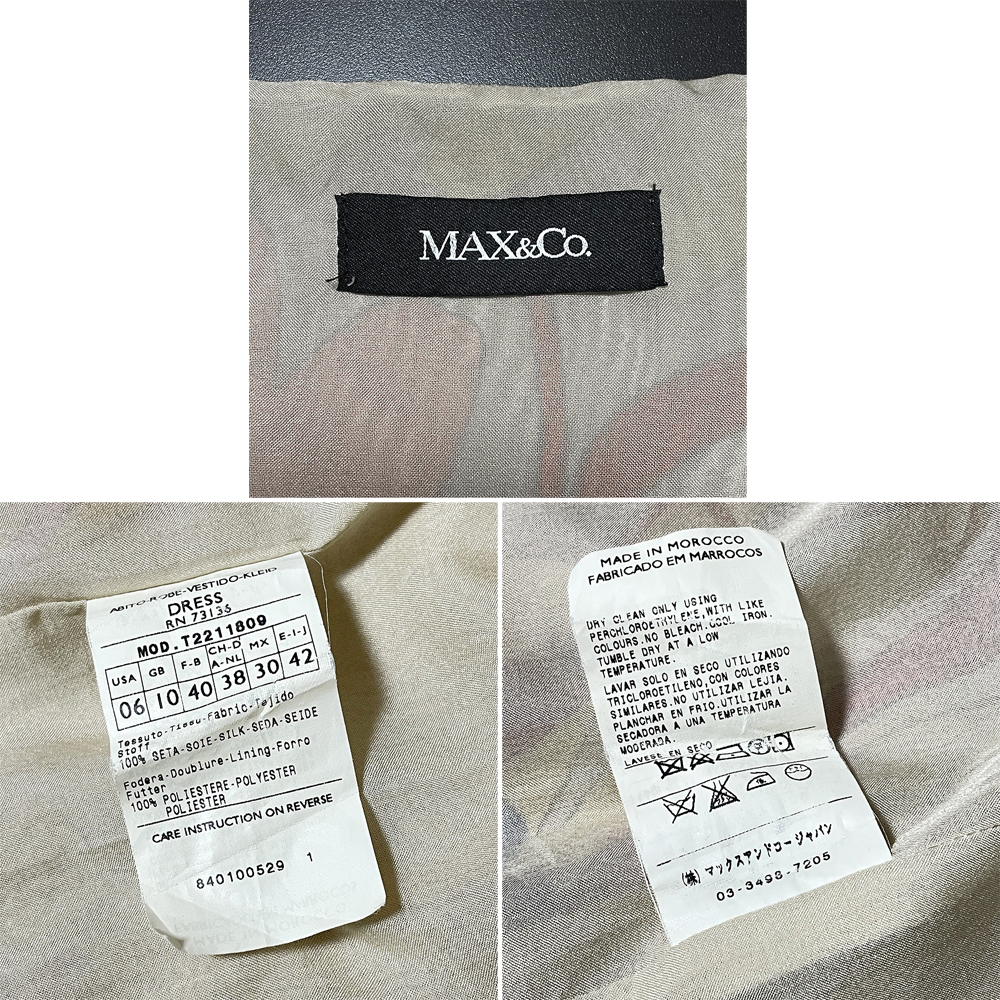 MAX&Co.
ABITO-ROBE-VESTIDO-KLEID
DRESS
RN 73135
MOD. T2211809
USA GB F-B CH-D A-NL MX E-I-J
06 10 40 38 30 42
Tessuto-Tissu-Fabric-Tejido
Stoff
100% SETA-SOIE-SILK-SEDA-SEIDE
Fodera-Doublure-Lining-Forro
Futter
100% POLIESTERE-POLYESTER
POLIESTER
CARE INSTRUCTION ON REVERSE
840100529 1
MADE IN MOROCCO
FABRICADO EM MARROCOS
DRY CLEAN ONLY USING
PERCHLOROETHYLENE,WITH LIKE
COLOURS.NO BLEACH.COOL IRON.
TUMBLE DRY AT A LOW
TEMPERATURE.
LAVAR SOLO EN SECO UTILIZANDO
TRICLOROETILENO,CON COLORES
SIMILARES.NO UTILIZAR LEJIA.
PLANCHAR EN FRIO.UTILIZAR LA
SECADORA A UNA TEMPERATURA
MODERADA.
LAVESE EN SECO
(株) マックスアンドコージャパン
03-3498-7205